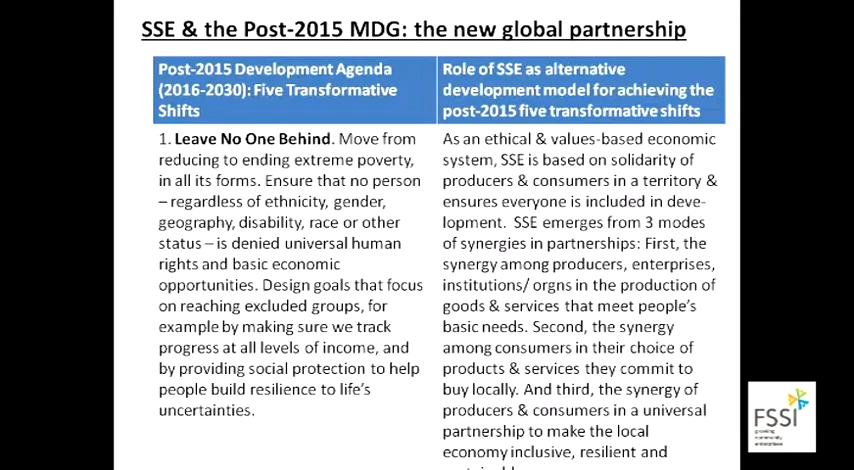 SSE & the Post-2015 MDG: the new global partnership
Post-2015 Development Agenda
(2016-2030): Five Transformative
Shifts
1. Leave No One Behind. Move from
reducing to ending extreme poverty,
in all its forms. Ensure that no person
– regardless of ethnicity, gender,
geography, disability, race or other
status – is denied universal human
rights and basic economic
opportunities. Design goals that focus
on reaching excluded groups, for
example by making sure we track
progress at all levels of income, and
by providing social protection to help
people build resilience to life's
uncertainties.
Role of SSE as alternative
development model for achieving the
post-2015 five transformative shifts
As an ethical & values-based economic
system, SSE is based on solidarity of
producers & consumers in a territory &
ensures everyone is included in deve-
lopment. SSE emerges from 3 modes
of synergies in partnerships: First, the
synergy among producers, enterprises,
institutions/ orgns in the production of
goods & services that meet people's
basic needs. Second, the synergy
among consumers in their choice of
products & services they commit to
buy locally. And third, the synergy of
producers & consumers in a universal
partnership to make the local
economy inclusive, resilient and
FSSI
growing
community
enterprises